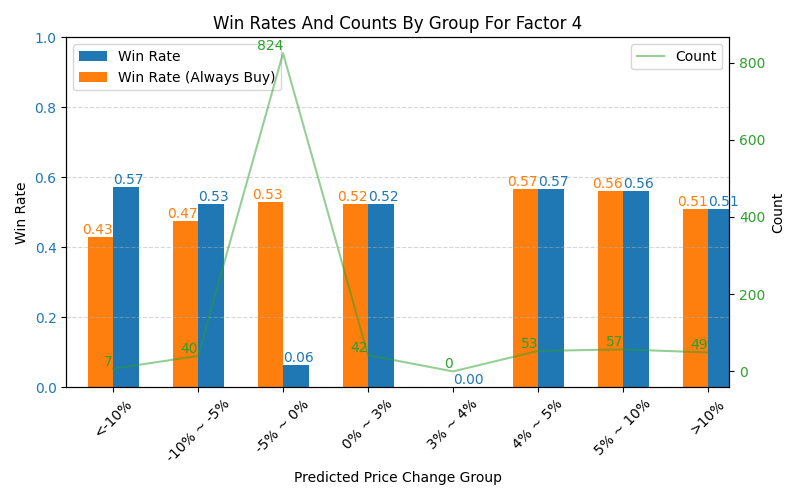 Win Rates And Counts By Group For Factor 4
Win Rate
Win Rate (Always Buy)
Count
1.0
0.8
0.6
0.4
0.2
0.0
Win Rate
800
600
400
200
0
Count
0.43 0.57
0.47 0.53
0.53 0.06
0.52 0.52
0.00
0.57 0.57
0.56 0.56
0.51 0.51
7
40
824
42
0
53
57
49
<-10%
-10% ~ -5%
-5% ~ 0%
0% ~ 3%
3% ~ 4%
4% ~ 5%
5% ~ 10%
>10%
Predicted Price Change Group